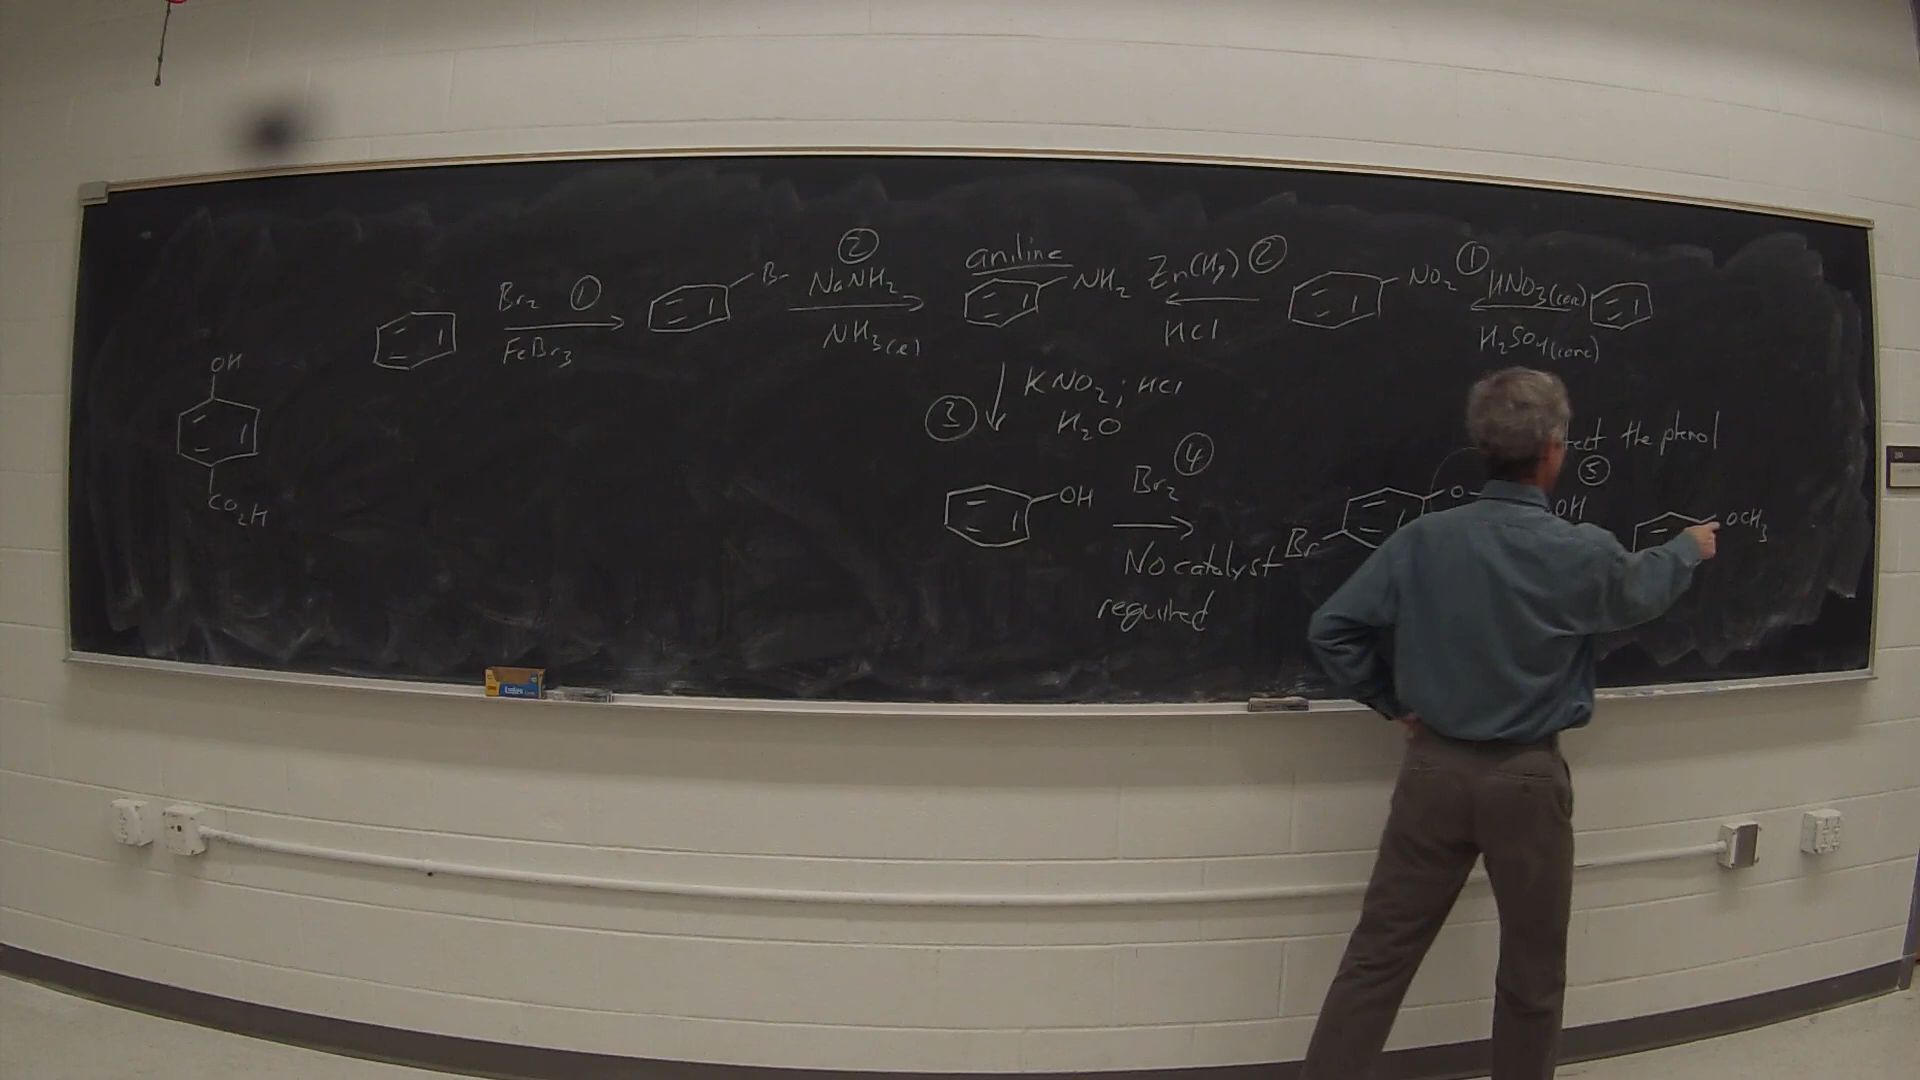 OH
CO2H
Br2 ①
FeBr3
Br
②
NaNH2
NH3(l)
aniline
NH2
Zn(Hg) ②
HCl
NO2
①
HNO3(con)
H2SO4(conc)
③
KNO2; HCl
H2O
OH
④
Br2
No catalyst
required
Br
O
the phenol
⑤
OH
OCH3